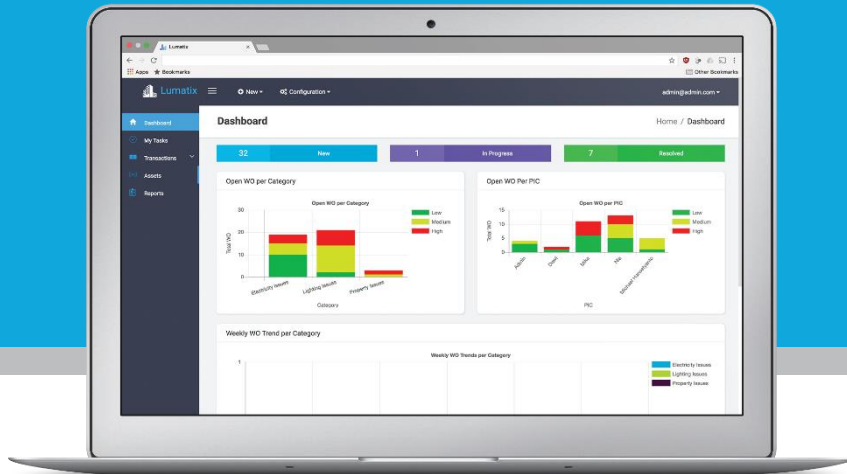 Lumatix
Apps Bookmarks
Other Bookmarks
Lumatix New Configuration admin@admin.com
Dashboard
My Tasks
Transactions
Assets
Reports
Dashboard
Home / Dashboard
32 New
1 In Progress
7 Resolved
Open WO per Category
Open WO per Category
Low
Medium
High
30
20
10
0
Total WO
Electricity Issues
Lighting Issues
Property Issues
Category
Open WO Per PIC
Open WO per PIC
Low
Medium
High
15
10
5
0
Total WO
Admin
Mia
PIC
Weekly WO Trend per Category
Weekly WO Trends per Category
1
Electricity Issues
Lighting Issues
Property Issues